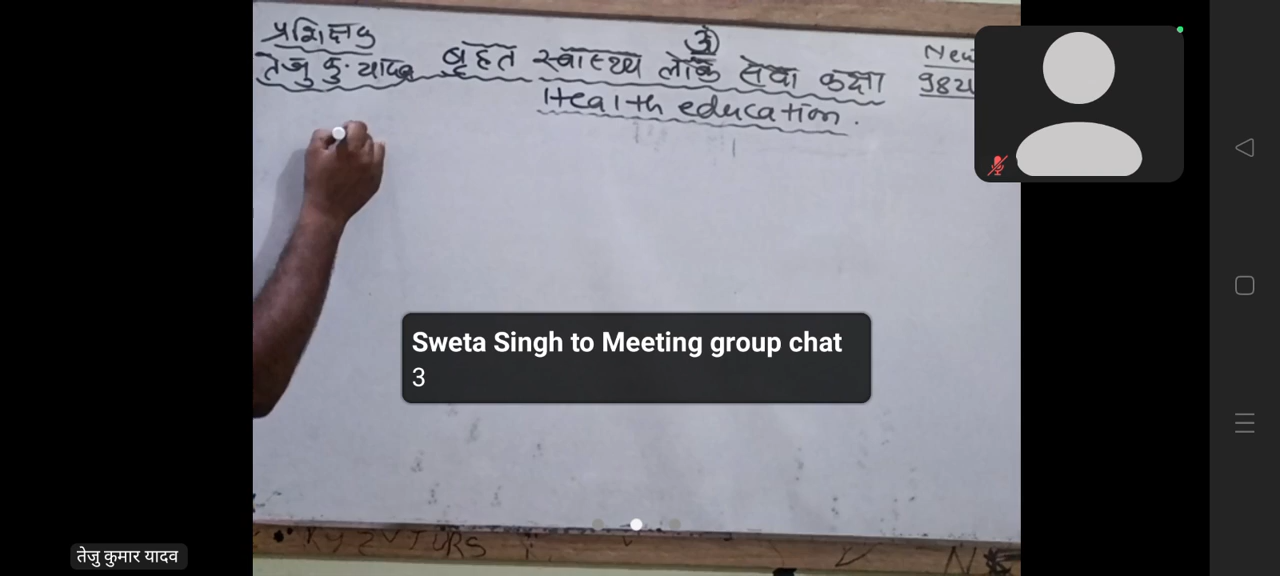 ॐ
प्रशिक्षक
तेजु कु. यादव
बृहत स्वास्थ्य लोक सेवा कक्षा
Health education.
Sweta Singh to Meeting group chat
3
तेजु कुमार यादव